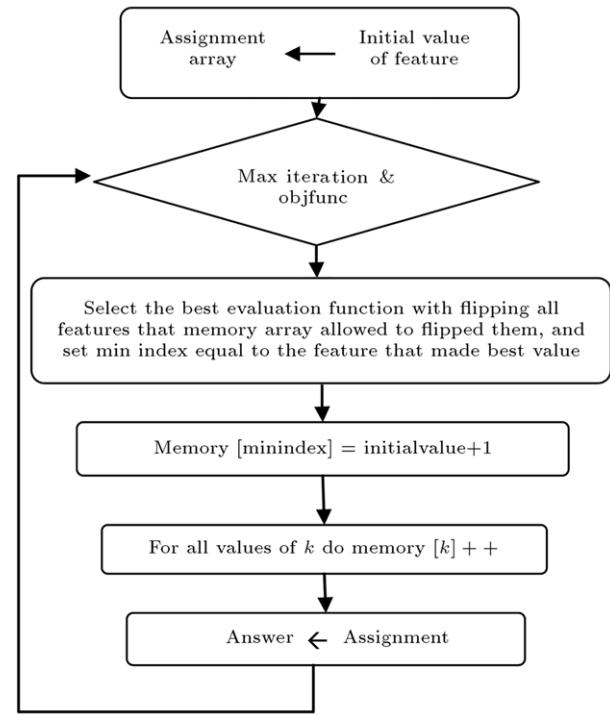 Assignment array ← Initial value of feature
Max iteration &
objfunc
Select the best evaluation function with flipping all
features that memory array allowed to flipped them, and
set min index equal to the feature that made best value
Memory [minindex] = initialvalue+1
For all values of k do memory [k] + +
Answer ← Assignment